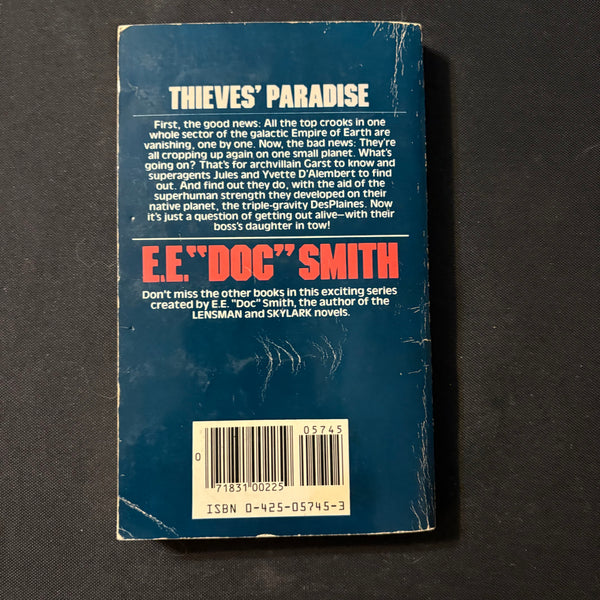 THIEVES' PARADISE
First, the good news: All the top crooks in one
whole sector of the galactic Empire of Earth are
vanishing, one by one. Now, the bad news: They're
all cropping up again on one small planet. What's
going on? That's for archvillain Garst to know and
superagents Jules and Yvette D'Alembert to find
out. And find out they do, with the aid of the
superhuman strength they developed on their
native planet, the triple-gravity DesPlaines. Now
it's just a question of getting out alive—with their
boss's daughter in tow!
E.E. "DOC" SMITH
Don't miss the other books in this exciting series
created by E.E. "Doc" Smith, the author of the
LENSMAN and SKYLARK novels.
05745
0
71831 00225
ISBN 0-425-05745-3